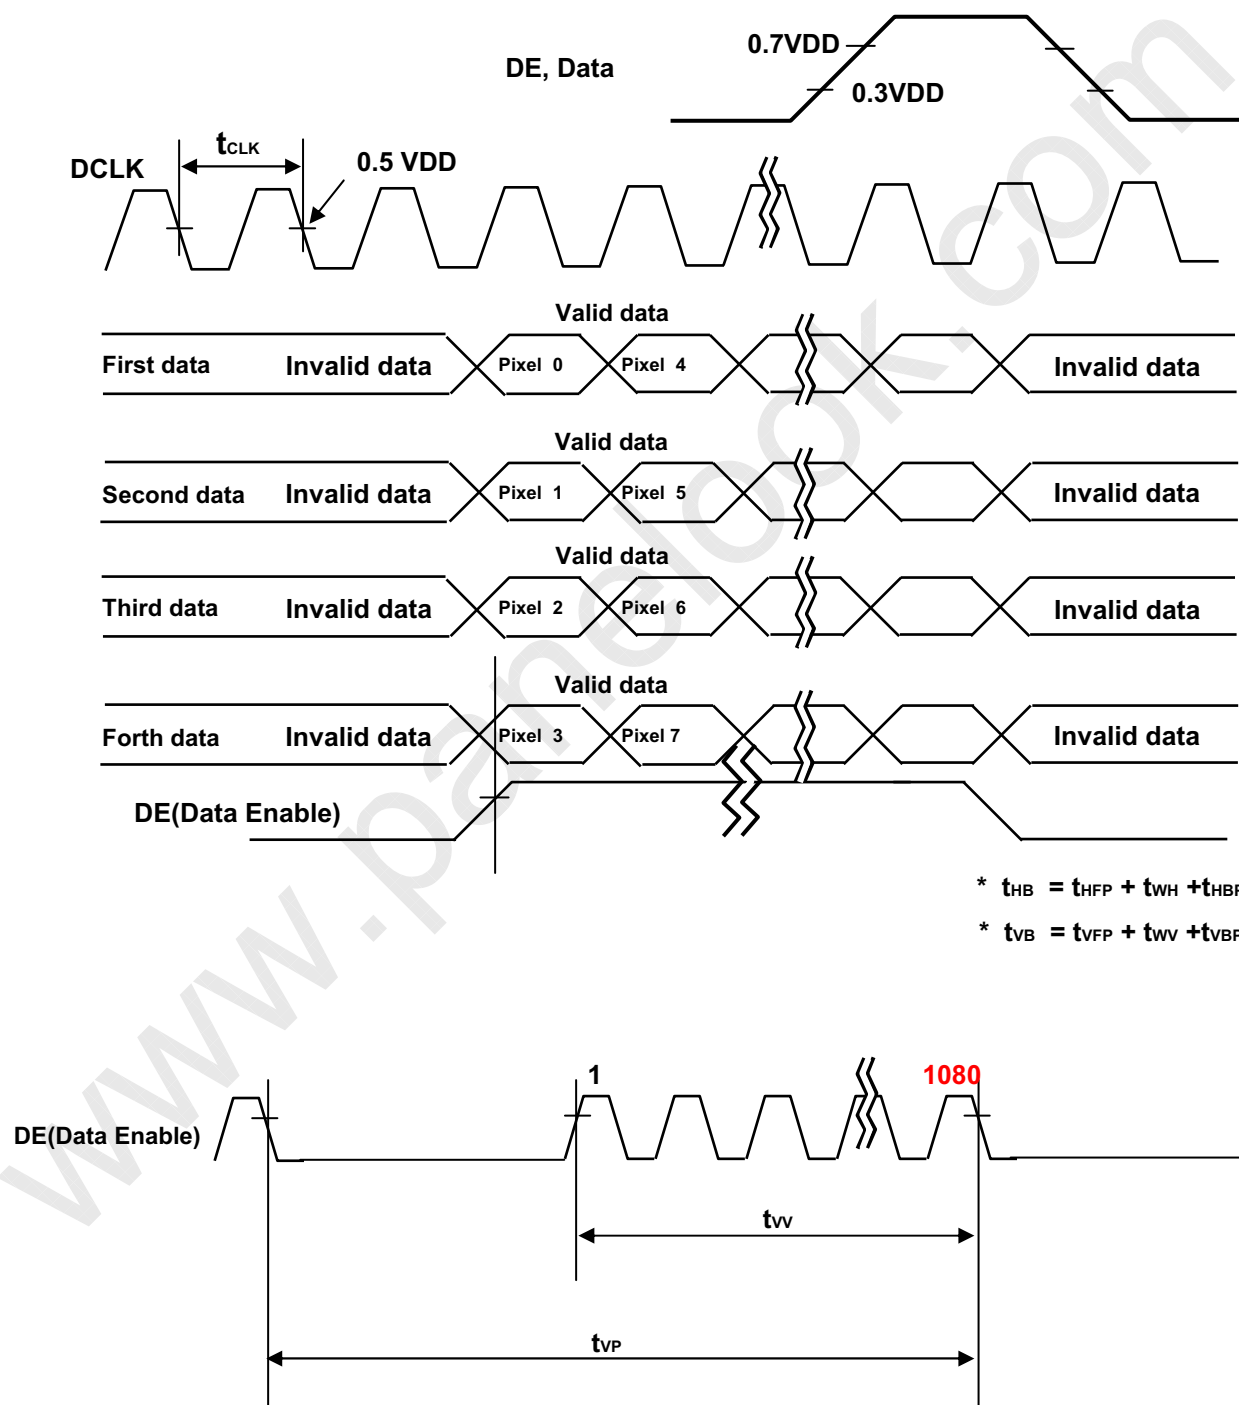 0.7VDD
DE, Data
0.3VDD
tCLK
DCLK
0.5 VDD
Valid data
First data Invalid data Pixel 0 Pixel 4 Invalid data
Valid data
Second data Invalid data Pixel 1 Pixel 5 Invalid data
Valid data
Third data Invalid data Pixel 2 Pixel 6 Invalid data
Valid data
Forth data Invalid data Pixel 3 Pixel 7 Invalid data
DE(Data Enable)
* tHB = tHFP + tWH +tHBP
* tVB = tVFP + tWV +tVBP
1 1080
DE(Data Enable)
tVV
tVP
www.panelook.com